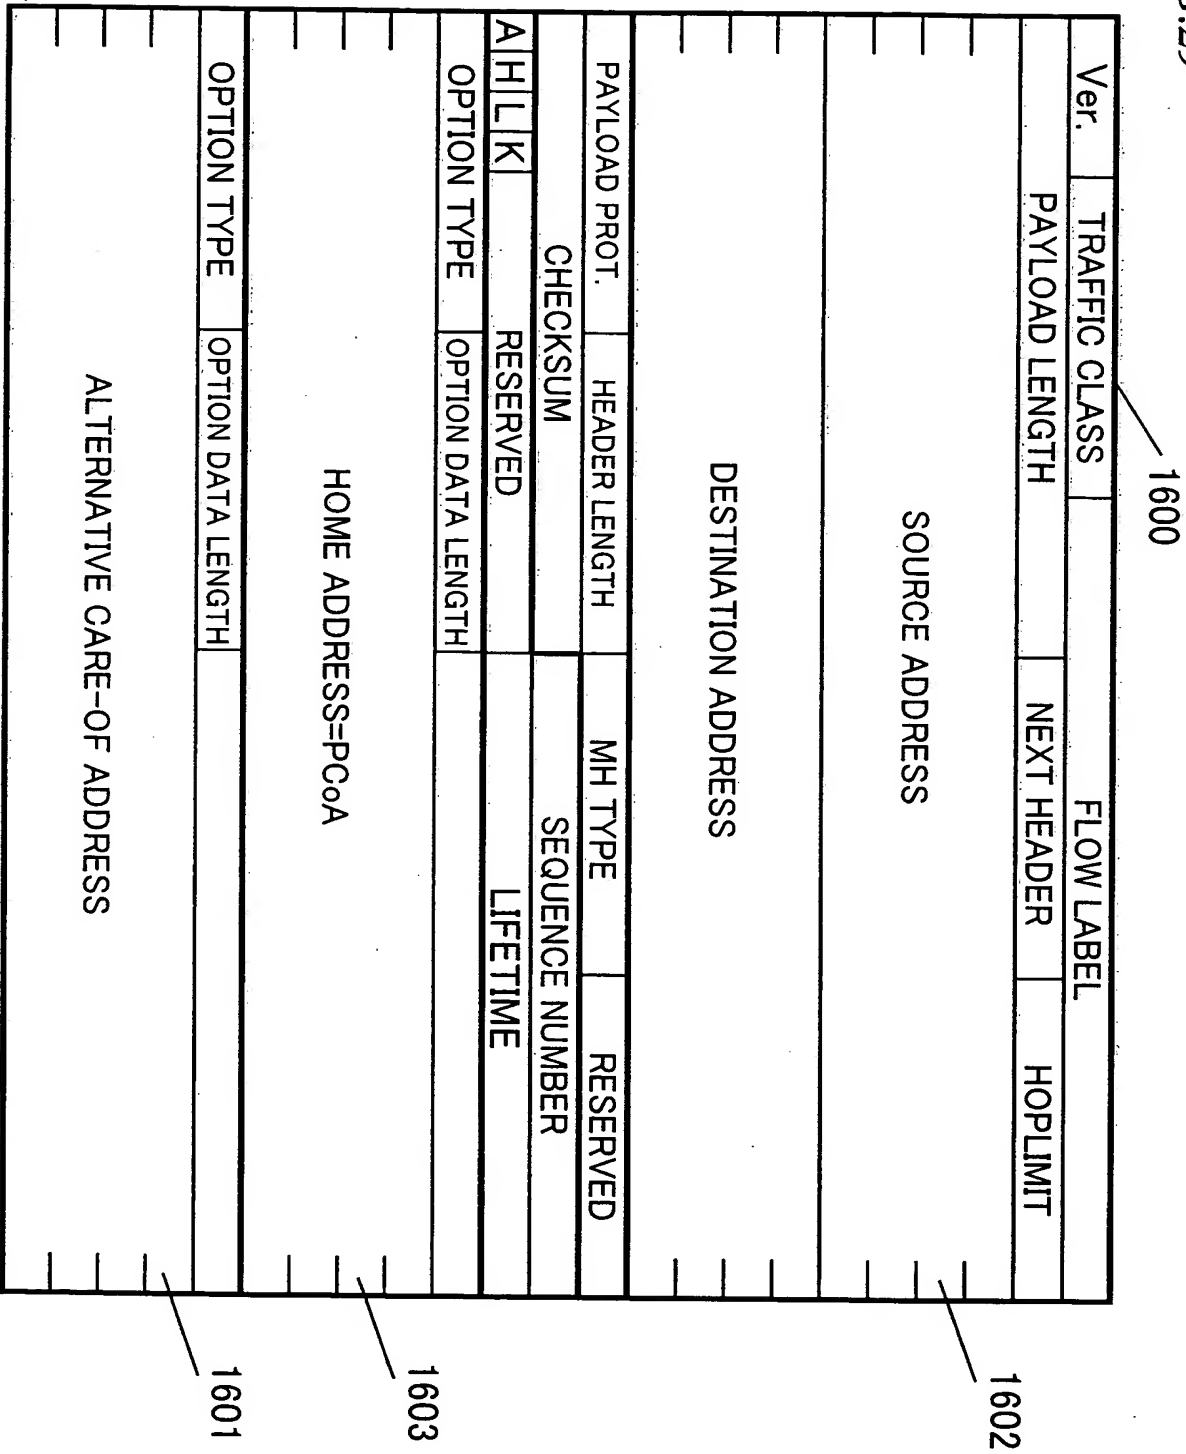 1600
Ver. TRAFFIC CLASS FLOW LABEL
PAYLOAD LENGTH NEXT HEADER HOPLIMIT
SOURCE ADDRESS
1602
DESTINATION ADDRESS
PAYLOAD PROT. HEADER LENGTH MH TYPE RESERVED
CHECKSUM SEQUENCE NUMBER
A H L K RESERVED LIFETIME
OPTION TYPE OPTION DATA LENGTH
HOME ADDRESS=PCoA
1603
OPTION TYPE OPTION DATA LENGTH
ALTERNATIVE CARE-OF ADDRESS
1601